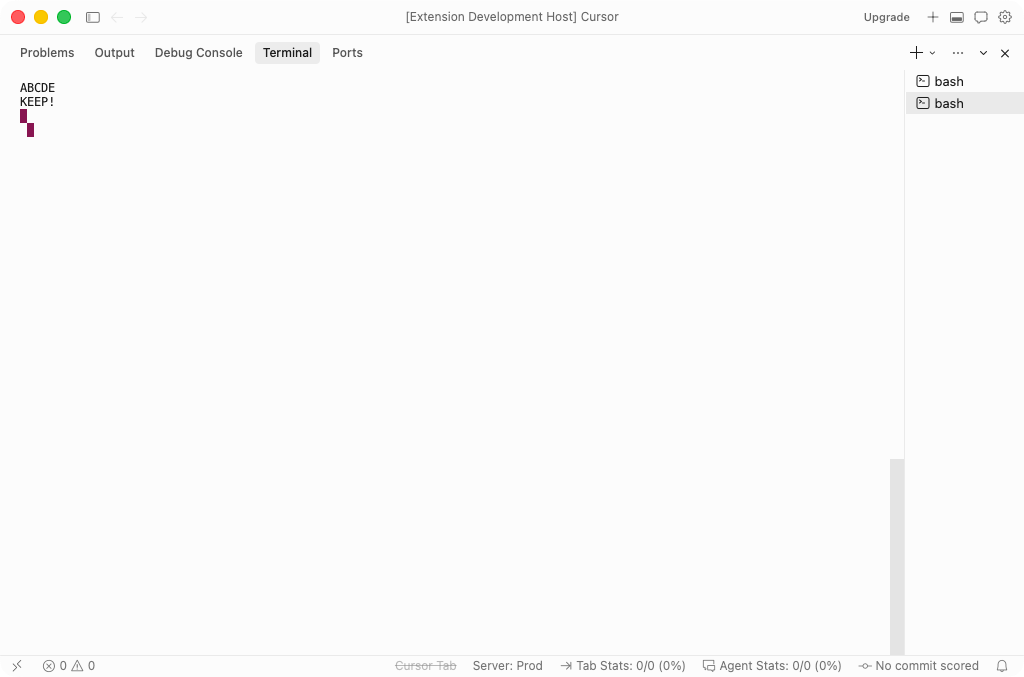 [Extension Development Host] Cursor
Upgrade
Problems Output Debug Console Terminal Ports
ABCDE
KEEP!
bash
bash
0 0 Cursor Tab Server: Prod Tab Stats: 0/0 (0%) Agent Stats: 0/0 (0%) No commit scored